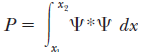 P = ∫_{x₁}^{x₂} Ψ*Ψ dx